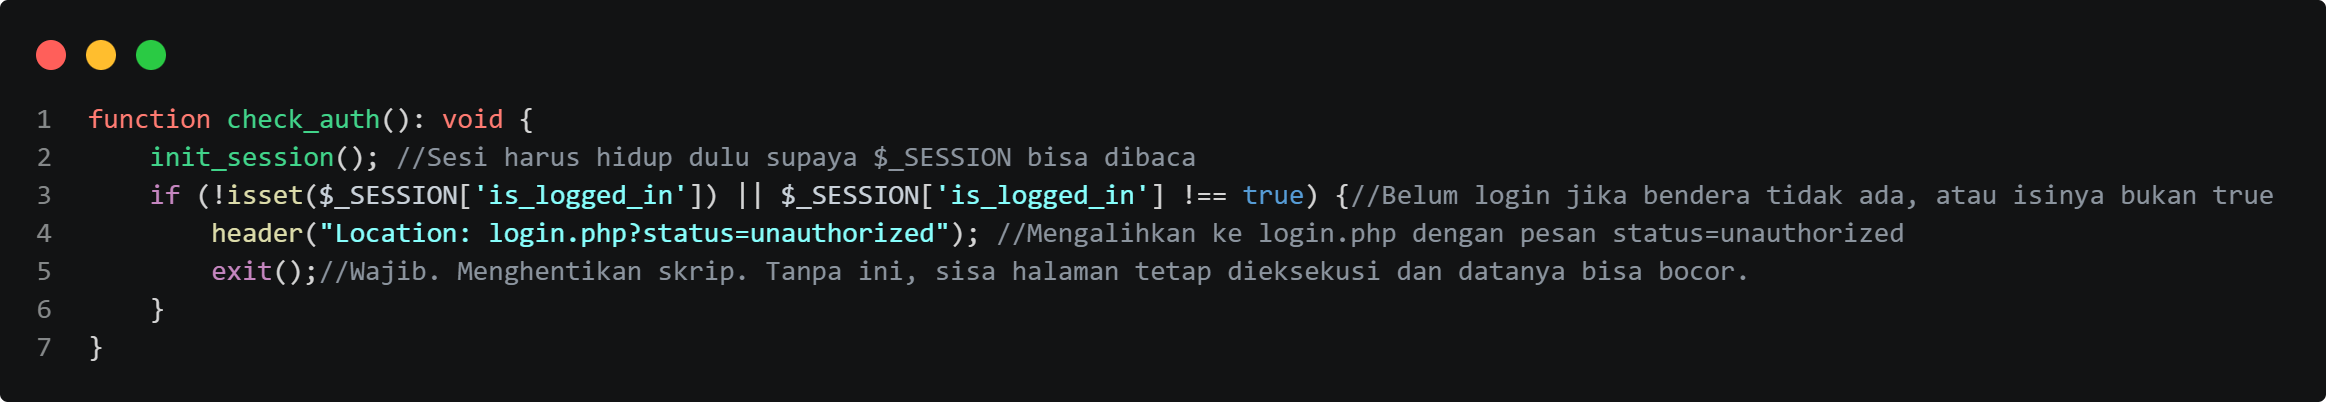 1 function check_auth(): void {
2     init_session(); //Sesi harus hidup dulu supaya $_SESSION bisa dibaca
3     if (!isset($_SESSION['is_logged_in']) || $_SESSION['is_logged_in'] !== true) {//Belum login jika bendera tidak ada, atau isinya bukan true
4         header("Location: login.php?status=unauthorized"); //Mengalihkan ke login.php dengan pesan status=unauthorized
5         exit();//Wajib. Menghentikan skrip. Tanpa ini, sisa halaman tetap dieksekusi dan datanya bisa bocor.
6     }
7 }